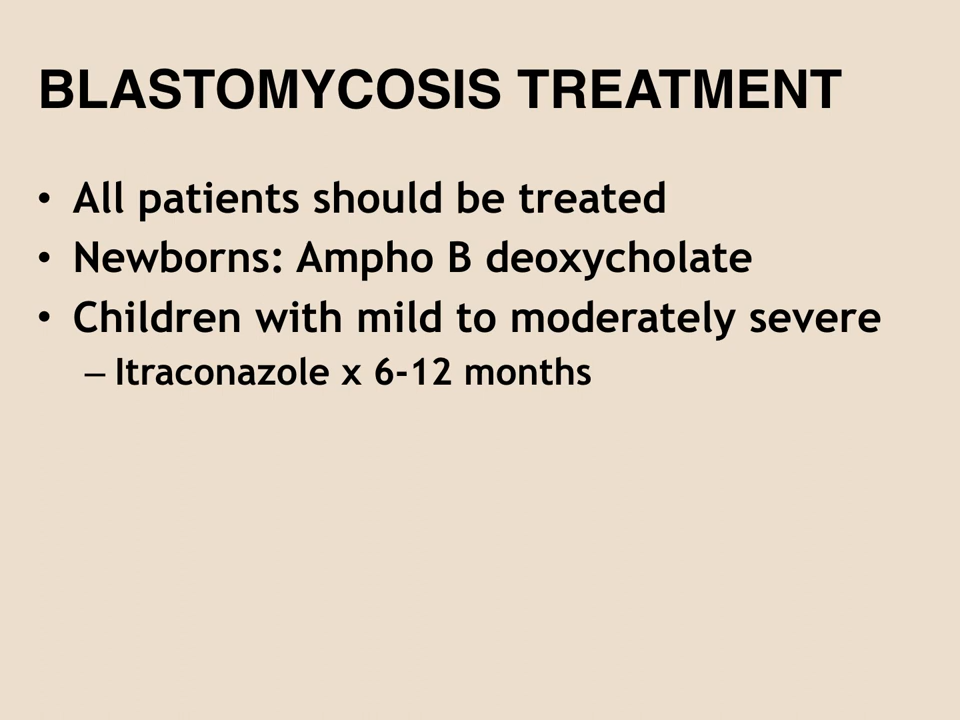 BLASTOMYCOSIS TREATMENT
• All patients should be treated
• Newborns: Ampho B deoxycholate
• Children with mild to moderately severe
– Itraconazole x 6-12 months